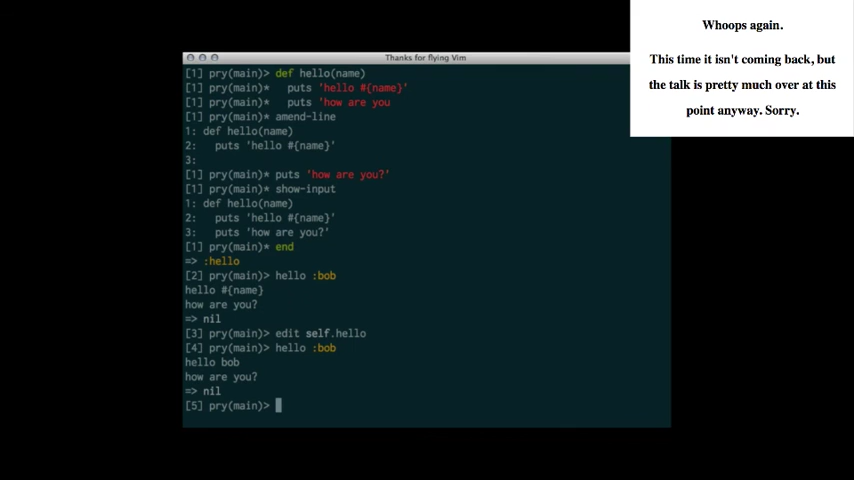 Whoops again.
This time it isn't coming back, but
the talk is pretty much over at this
point anyway. Sorry.
Thanks for flying Vim
[1] pry(main)> def hello(name)
[1] pry(main)*   puts 'hello #{name}'
[1] pry(main)*   puts 'how are you
[1] pry(main)* amend-line
1: def hello(name)
2:   puts 'hello #{name}'
3:
[1] pry(main)* puts 'how are you?'
[1] pry(main)* show-input
1: def hello(name)
2:   puts 'hello #{name}'
3:   puts 'how are you?'
[1] pry(main)* end
=> :hello
[2] pry(main)> hello :bob
hello #{name}
how are you?
=> nil
[3] pry(main)> edit self.hello
[4] pry(main)> hello :bob
hello bob
how are you?
=> nil
[5] pry(main)>